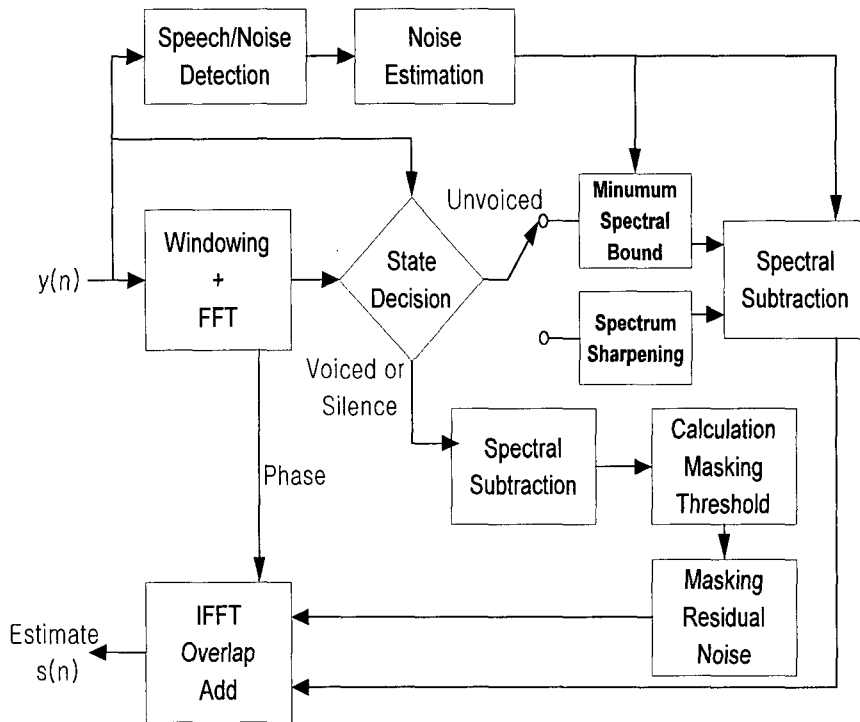 Speech/Noise
Detection
Noise
Estimation
Unvoiced
Minumum
Spectral
Bound
Windowing
+
FFT
State
Decision
Spectral
Subtraction
y(n)
Spectrum
Sharpening
Voiced or
Silence
Spectral
Subtraction
Calculation
Masking
Threshold
Phase
Masking
Residual
Noise
IFFT
Overlap
Add
Estimate
s(n)